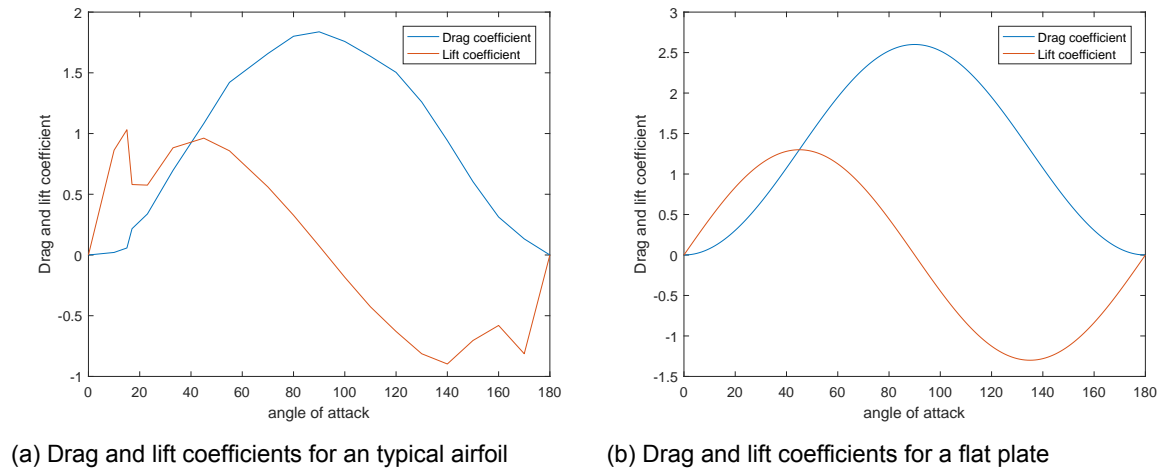 2
1.5
1
0.5
0
-0.5
-1
0 20 40 60 80 100 120 140 160 180
Drag and lift coefficient
angle of attack
Drag coefficient
Lift coefficient
(a) Drag and lift coefficients for an typical airfoil
3
2.5
2
1.5
1
0.5
0
-0.5
-1
-1.5
0 20 40 60 80 100 120 140 160 180
Drag and lift coefficient
angle of attack
Drag coefficient
Lift coefficient
(b) Drag and lift coefficients for a flat plate